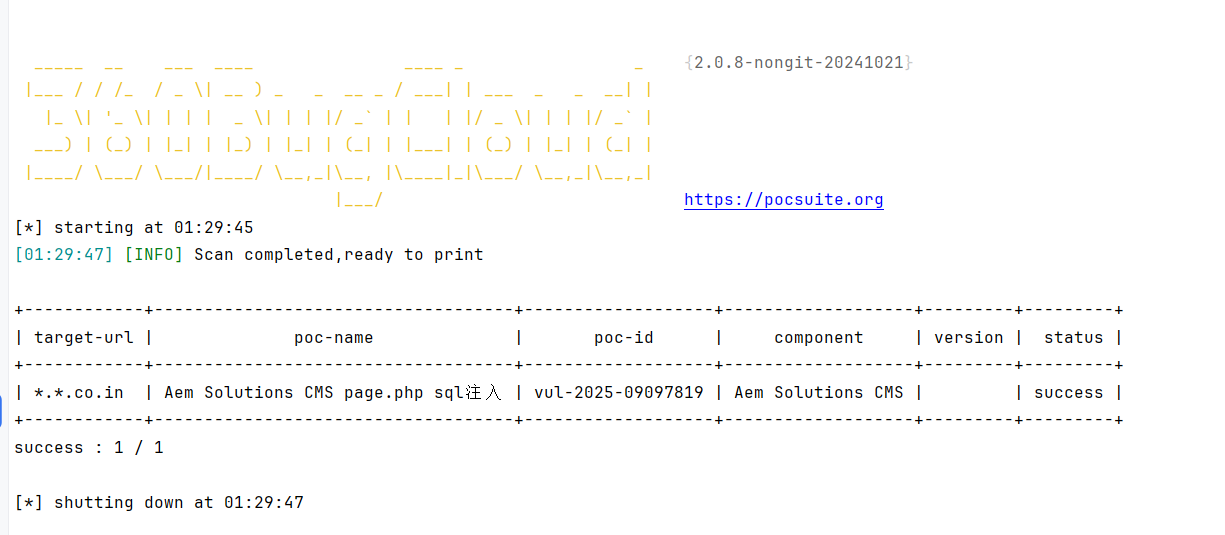 {2.0.8-nongit-20241021}
360BugCloud
https://pocsuite.org
[*] starting at 01:29:45
[01:29:47] [INFO] Scan completed,ready to print
+------------+------------------------------------+-------------------+-------------------+---------+---------+
| target-url |              poc-name              |       poc-id      |     component     | version |  status |
+------------+------------------------------------+-------------------+-------------------+---------+---------+
| *.*.co.in  | Aem Solutions CMS page.php sql注入 | vul-2025-09097819 | Aem Solutions CMS |         | success |
+------------+------------------------------------+-------------------+-------------------+---------+---------+
success : 1 / 1
[*] shutting down at 01:29:47